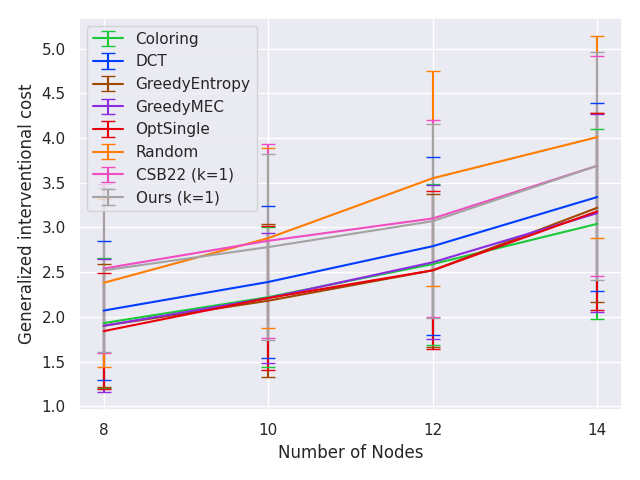 Coloring
DCT
GreedyEntropy
GreedyMEC
OptSingle
Random
CSB22 (k=1)
Ours (k=1)
Generalized interventional cost
5.0
4.5
4.0
3.5
3.0
2.5
2.0
1.5
1.0
8
10
12
14
Number of Nodes